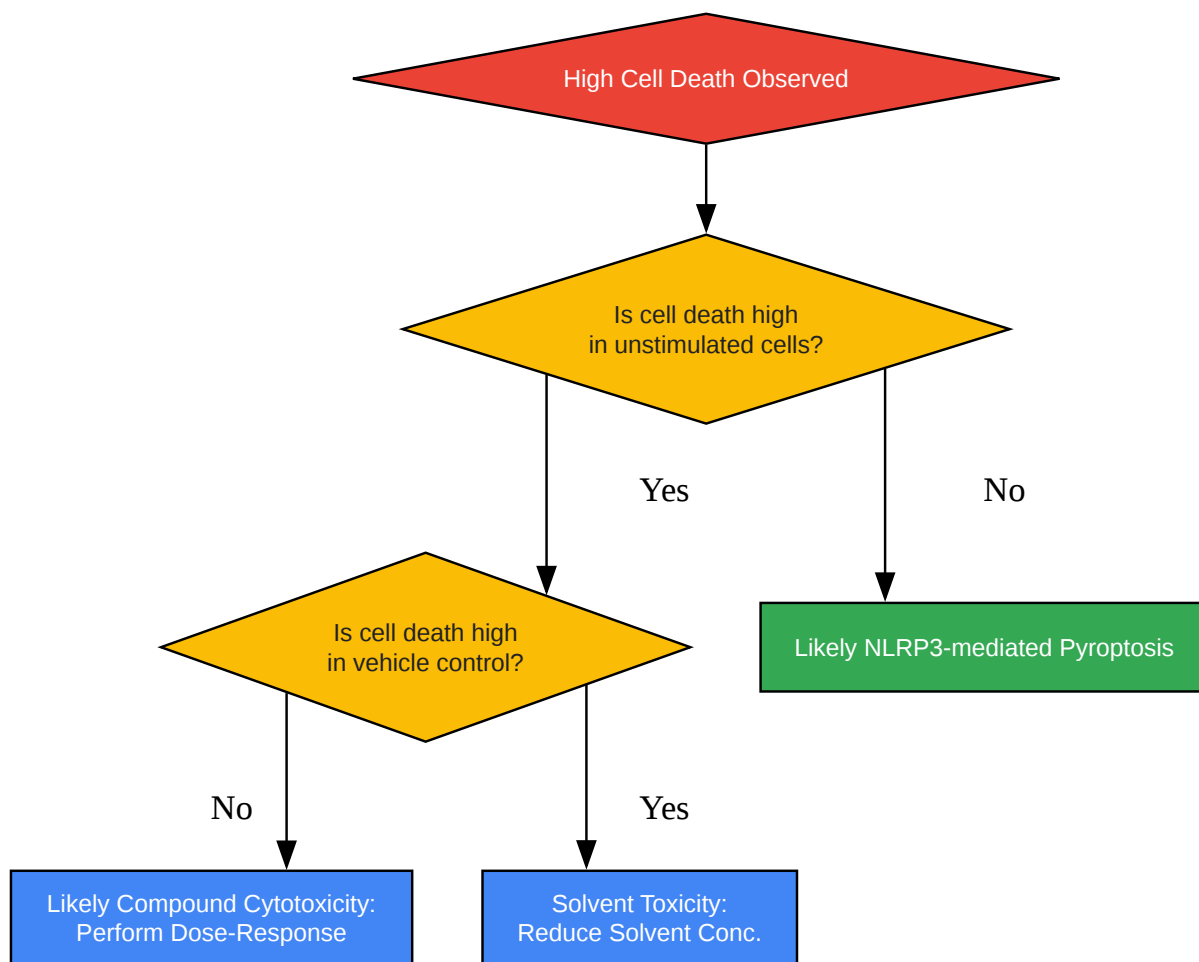 High Cell Death Observed
Is cell death high
in unstimulated cells?
Yes
No
Is cell death high
in vehicle control?
Likely NLRP3-mediated Pyroptosis
No
Yes
Likely Compound Cytotoxicity:
Perform Dose-Response
Solvent Toxicity:
Reduce Solvent Conc.